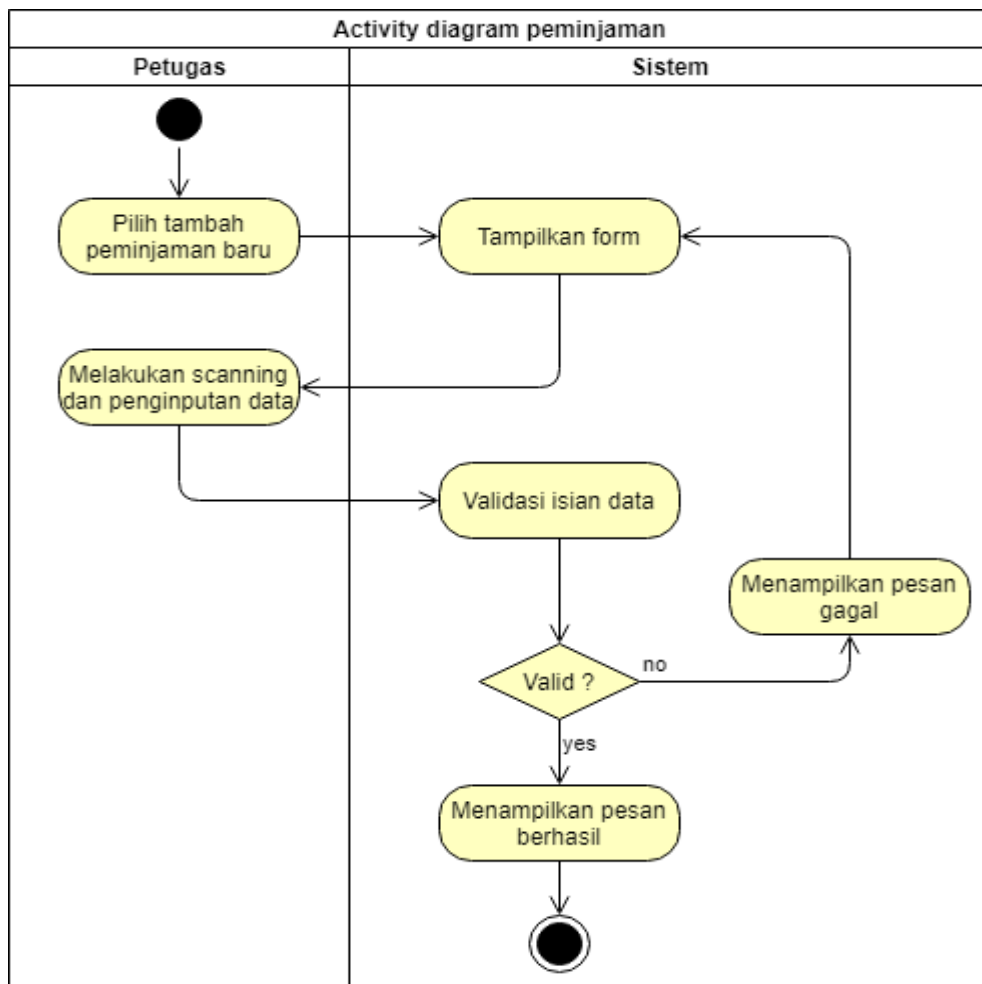 Activity diagram peminjaman
Petugas
Sistem
Pilih tambah
peminjaman baru
Tampilkan form
Melakukan scanning
dan penginputan data
Validasi isian data
Menampilkan pesan
gagal
Valid ?
no
yes
Menampilkan pesan
berhasil